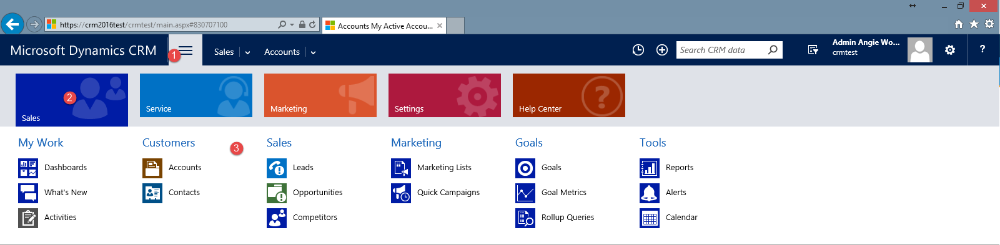 https://crm2016test/crmtest/main.aspx#830707100
Accounts My Active Accou...
Microsoft Dynamics CRM
1
Sales
Accounts
Search CRM data
Admin Angie Wo...
crmtest
?
2
Sales
Service
Marketing
Settings
?
Help Center
My Work
Customers
3
Sales
Marketing
Goals
Tools
Dashboards
Accounts
Leads
Marketing Lists
Goals
Reports
What's New
Contacts
Opportunities
Quick Campaigns
Goal Metrics
Alerts
Activities
Competitors
Rollup Queries
Calendar